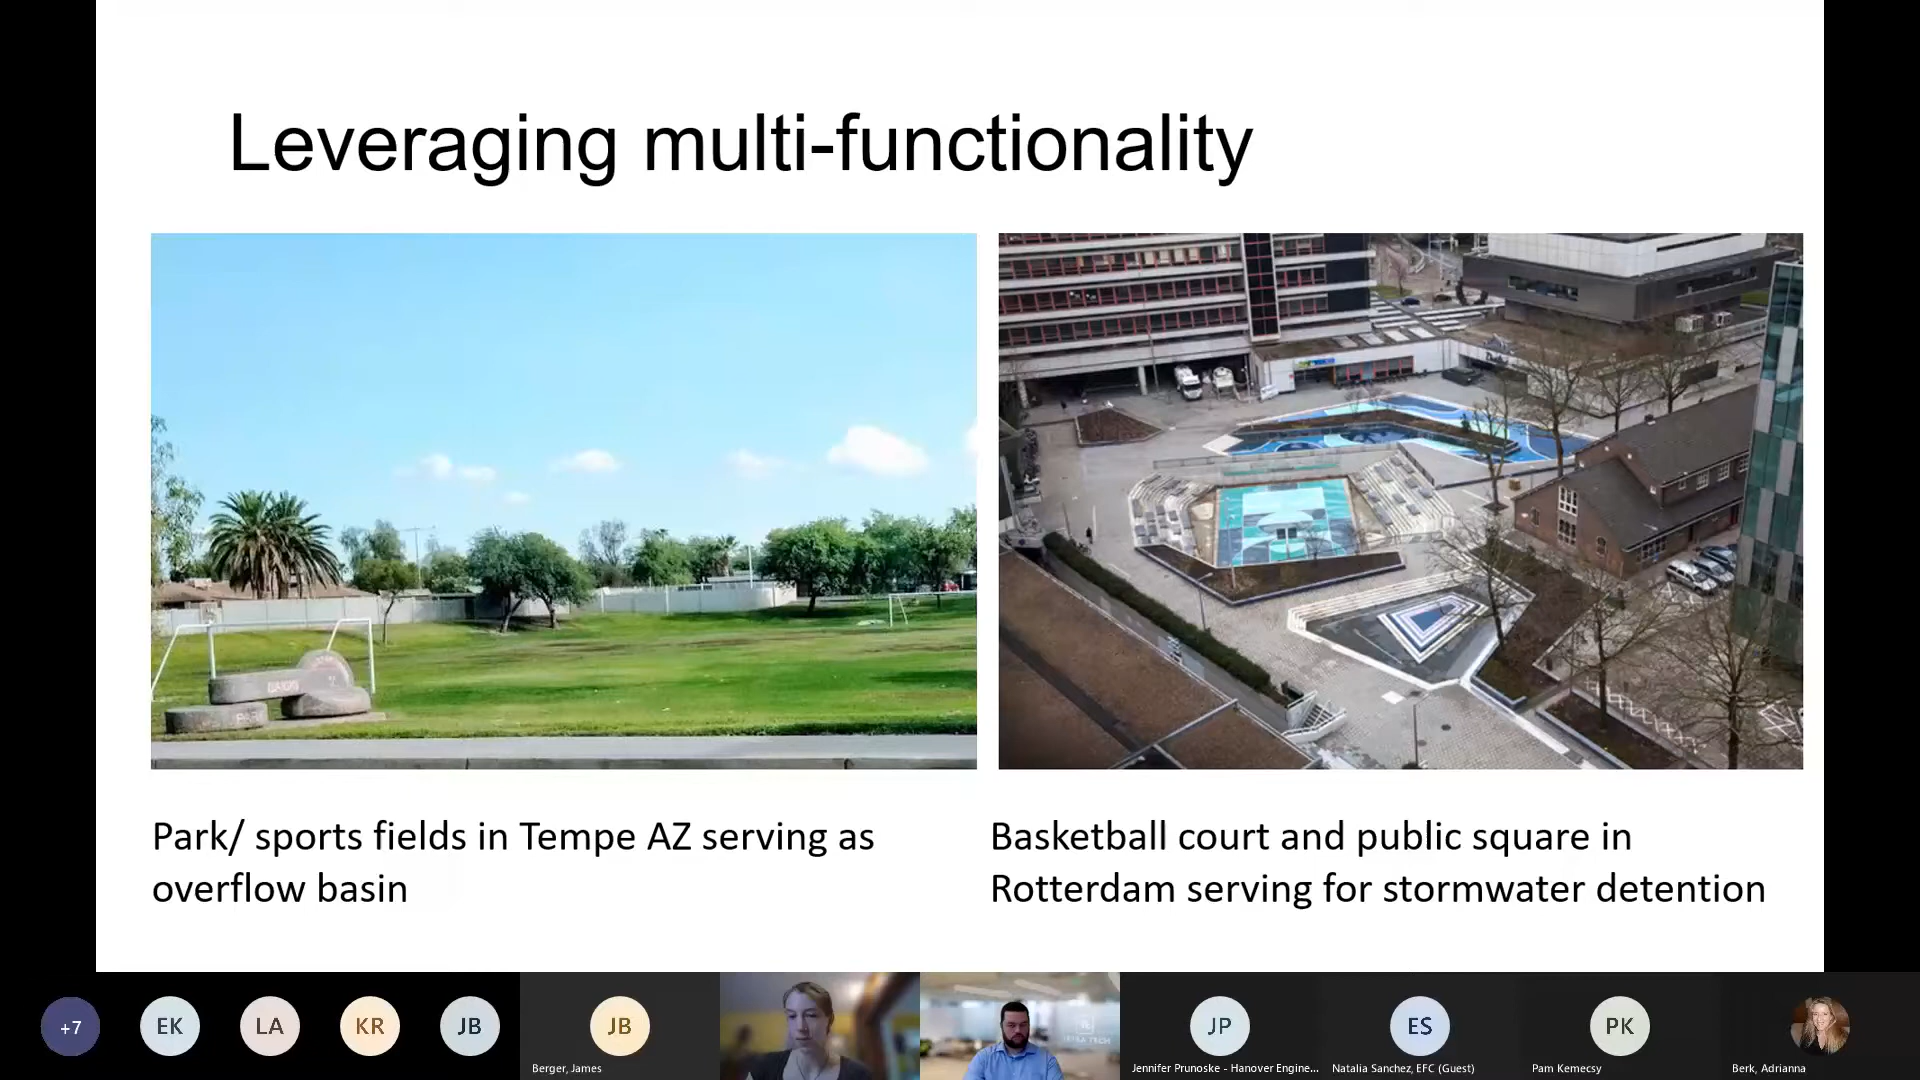 Leveraging multi-functionality
Park/ sports fields in Tempe AZ serving as
overflow basin
Basketball court and public square in
Rotterdam serving for stormwater detention
+7
EK
LA
KR
JB
JB
Berger, James
JP
Jennifer Prunoske - Hanover Engine...
ES
Natalia Sanchez, EFC (Guest)
PK
Pam Kemecsy
Berk, Adrianna